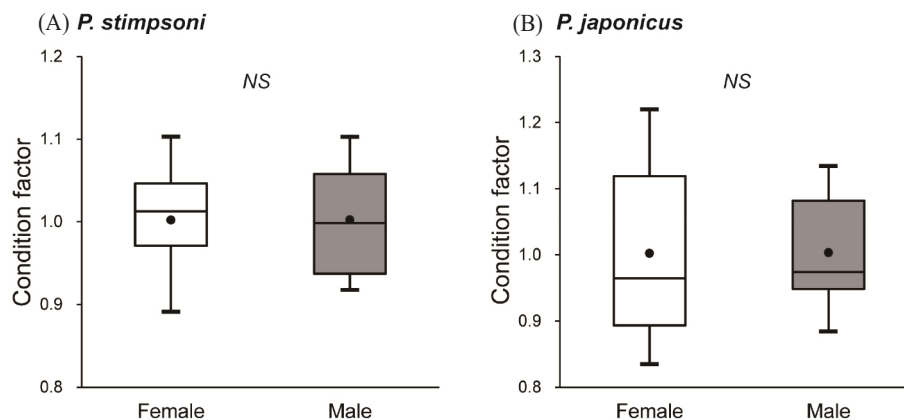 (A) P. stimpsoni
Condition factor
1.2
1.1
1.0
0.9
0.8
NS
Female Male
(B) P. japonicus
Condition factor
1.3
1.2
1.1
1.0
0.9
0.8
NS
Female Male